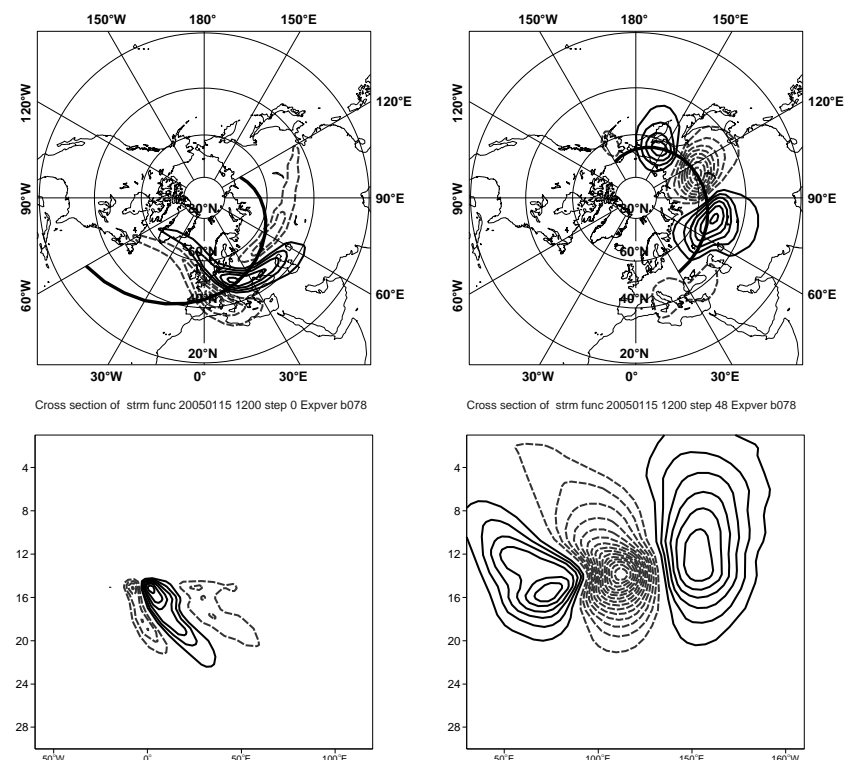 150°W 180° 150°E 150°W 180° 150°E
120°W 120°E 120°W 120°E
90°W 90°E 90°W 90°E
60°W 60°E 60°W 60°E
80°N 80°N
60°N 60°N
40°N 40°N
20°N 20°N
30°W 0° 30°E 30°W 0° 30°E
Cross section of strm func 20050115 1200 step 0 Expver b078
Cross section of strm func 20050115 1200 step 48 Expver b078
4 4
8 8
12 12
16 16
20 20
24 24
28 28
50°W 0° 50°E 100°E 50°E 100°E 150°E 160°W